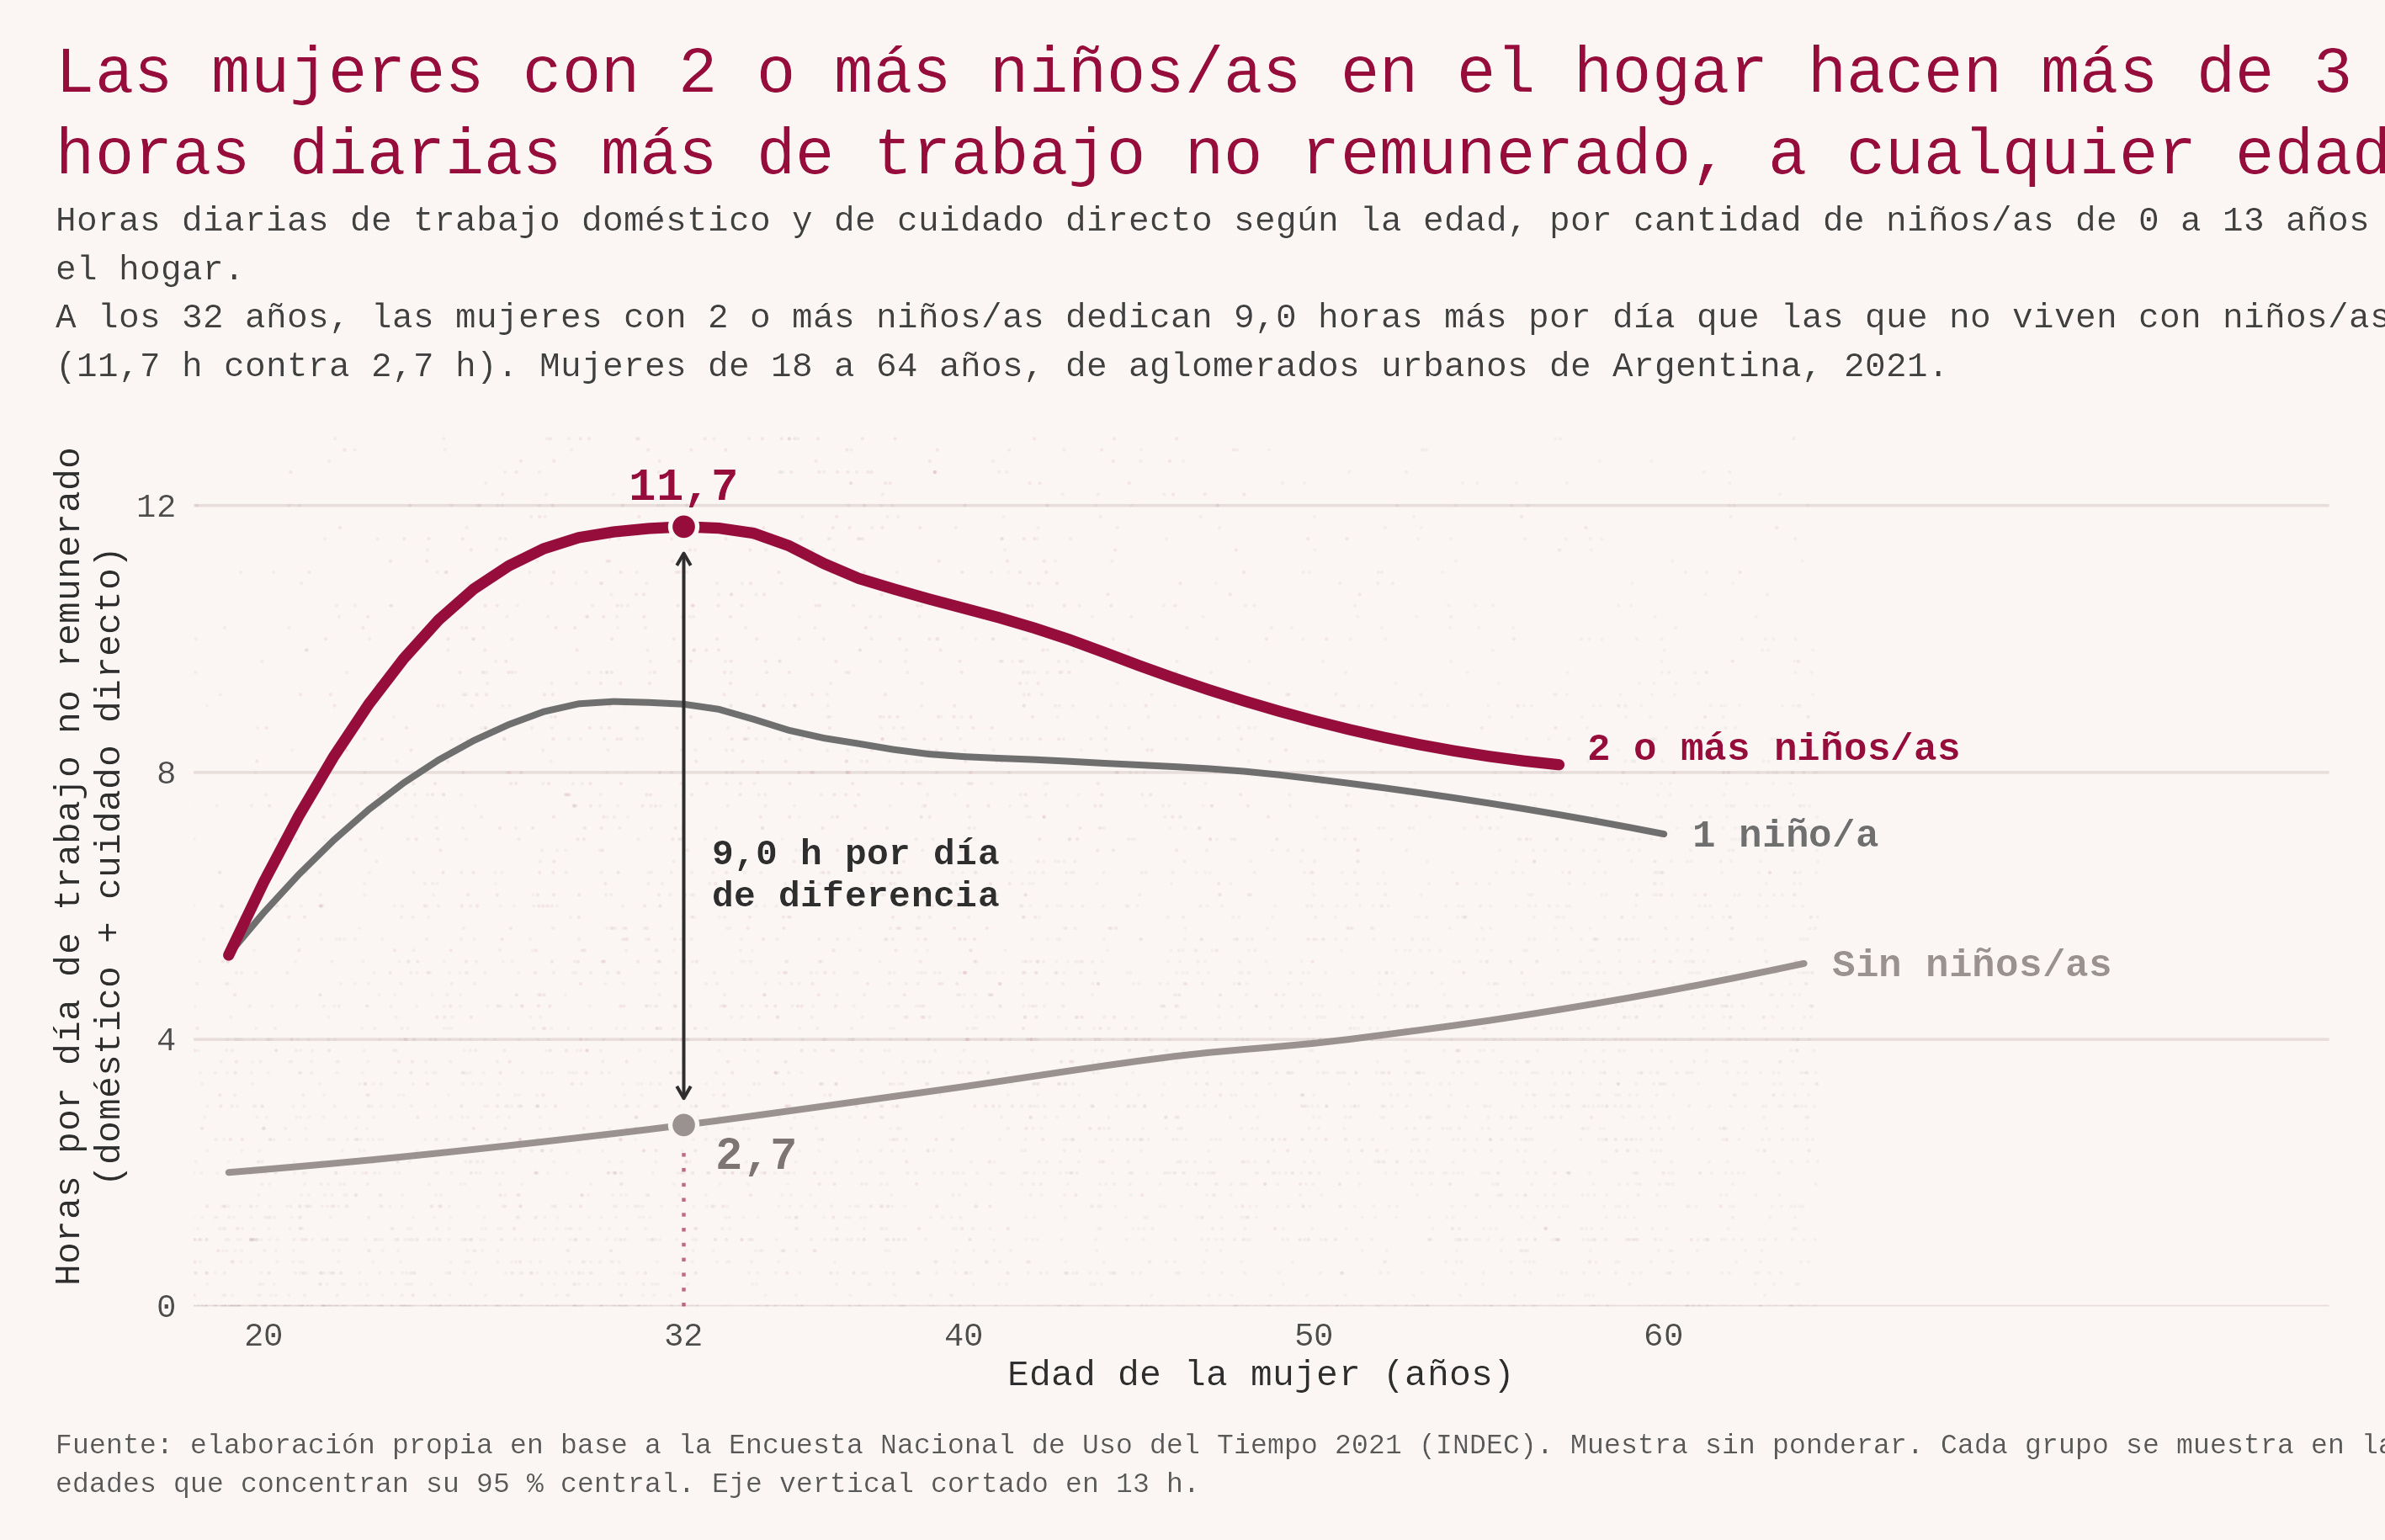 Las mujeres con 2 o más niños/as en el hogar hacen más de 3
horas diarias más de trabajo no remunerado, a cualquier edad
Horas diarias de trabajo doméstico y de cuidado directo según la edad, por cantidad de niños/as de 0 a 13 años
el hogar.
A los 32 años, las mujeres con 2 o más niños/as dedican 9,0 horas más por día que las que no viven con niños/as
(11,7 h contra 2,7 h). Mujeres de 18 a 64 años, de aglomerados urbanos de Argentina, 2021.
Horas por día de trabajo no remunerado
(doméstico + cuidado directo)
12
8
4
0
11,7
9,0 h por día
de diferencia
2,7
2 o más niños/as
1 niño/a
Sin niños/as
20 32 40 50 60
Edad de la mujer (años)
Fuente: elaboración propia en base a la Encuesta Nacional de Uso del Tiempo 2021 (INDEC). Muestra sin ponderar. Cada grupo se muestra en la
edades que concentran su 95 % central. Eje vertical cortado en 13 h.